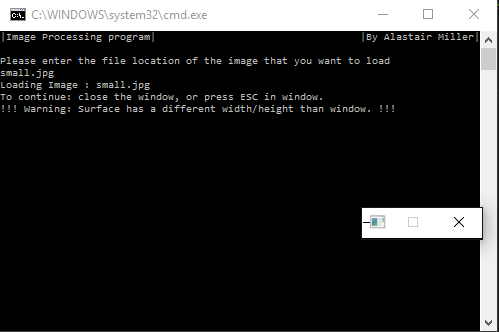 C:\WINDOWS\system32\cmd.exe
|Image Processing program| |By Alastair Miller|
Please enter the file location of the image that you want to load
small.jpg
Loading Image : small.jpg
To continue: close the window, or press ESC in window.
!!! Warning: Surface has a different width/height than window. !!!